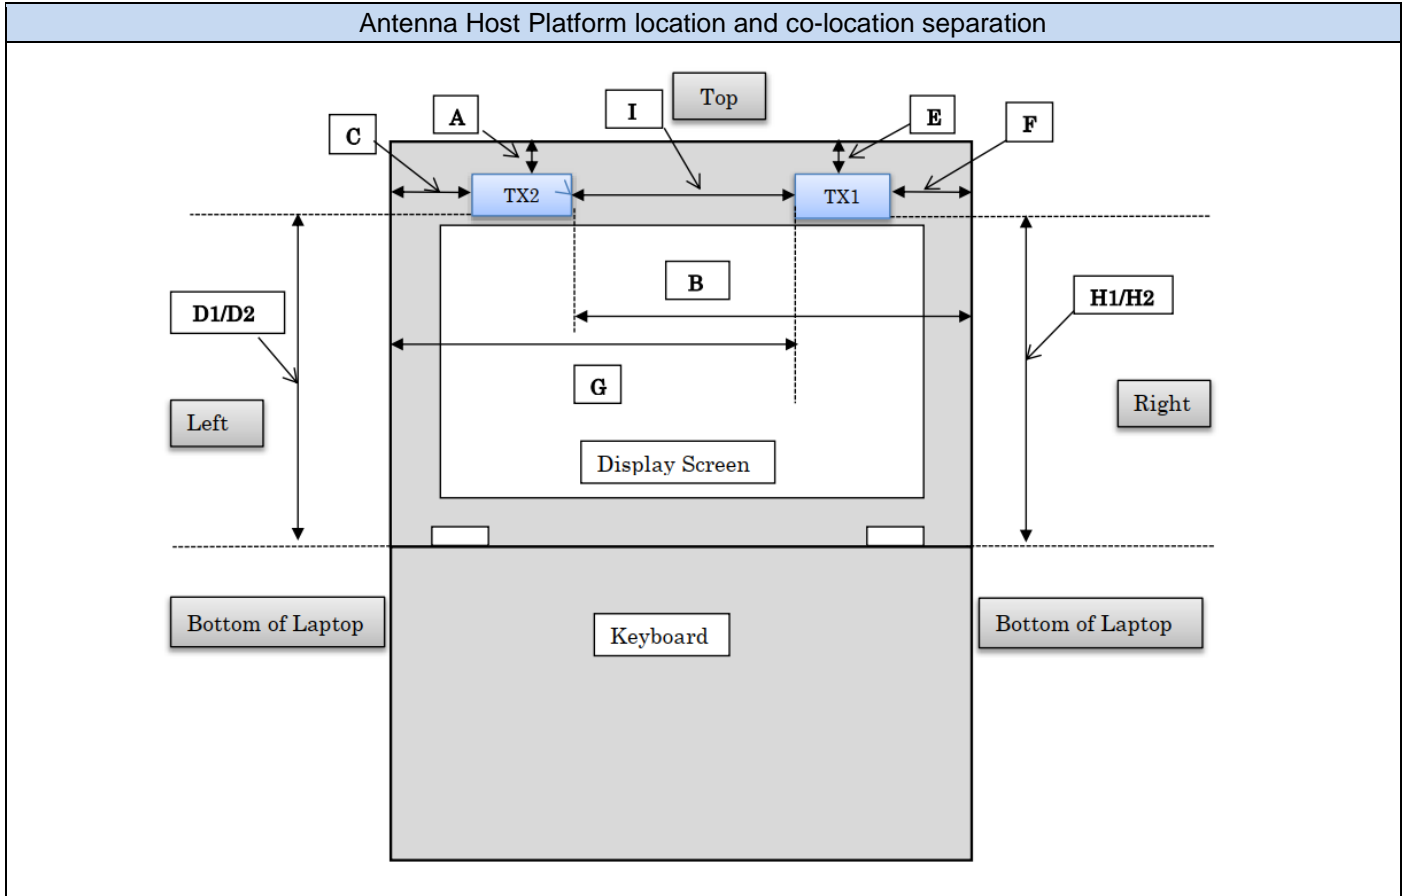 Antenna Host Platform location and co-location separation
Top
A
I
E
F
C
TX2
TX1
B
D1/D2
H1/H2
G
Left
Right
Display Screen
Bottom of Laptop
Keyboard
Bottom of Laptop